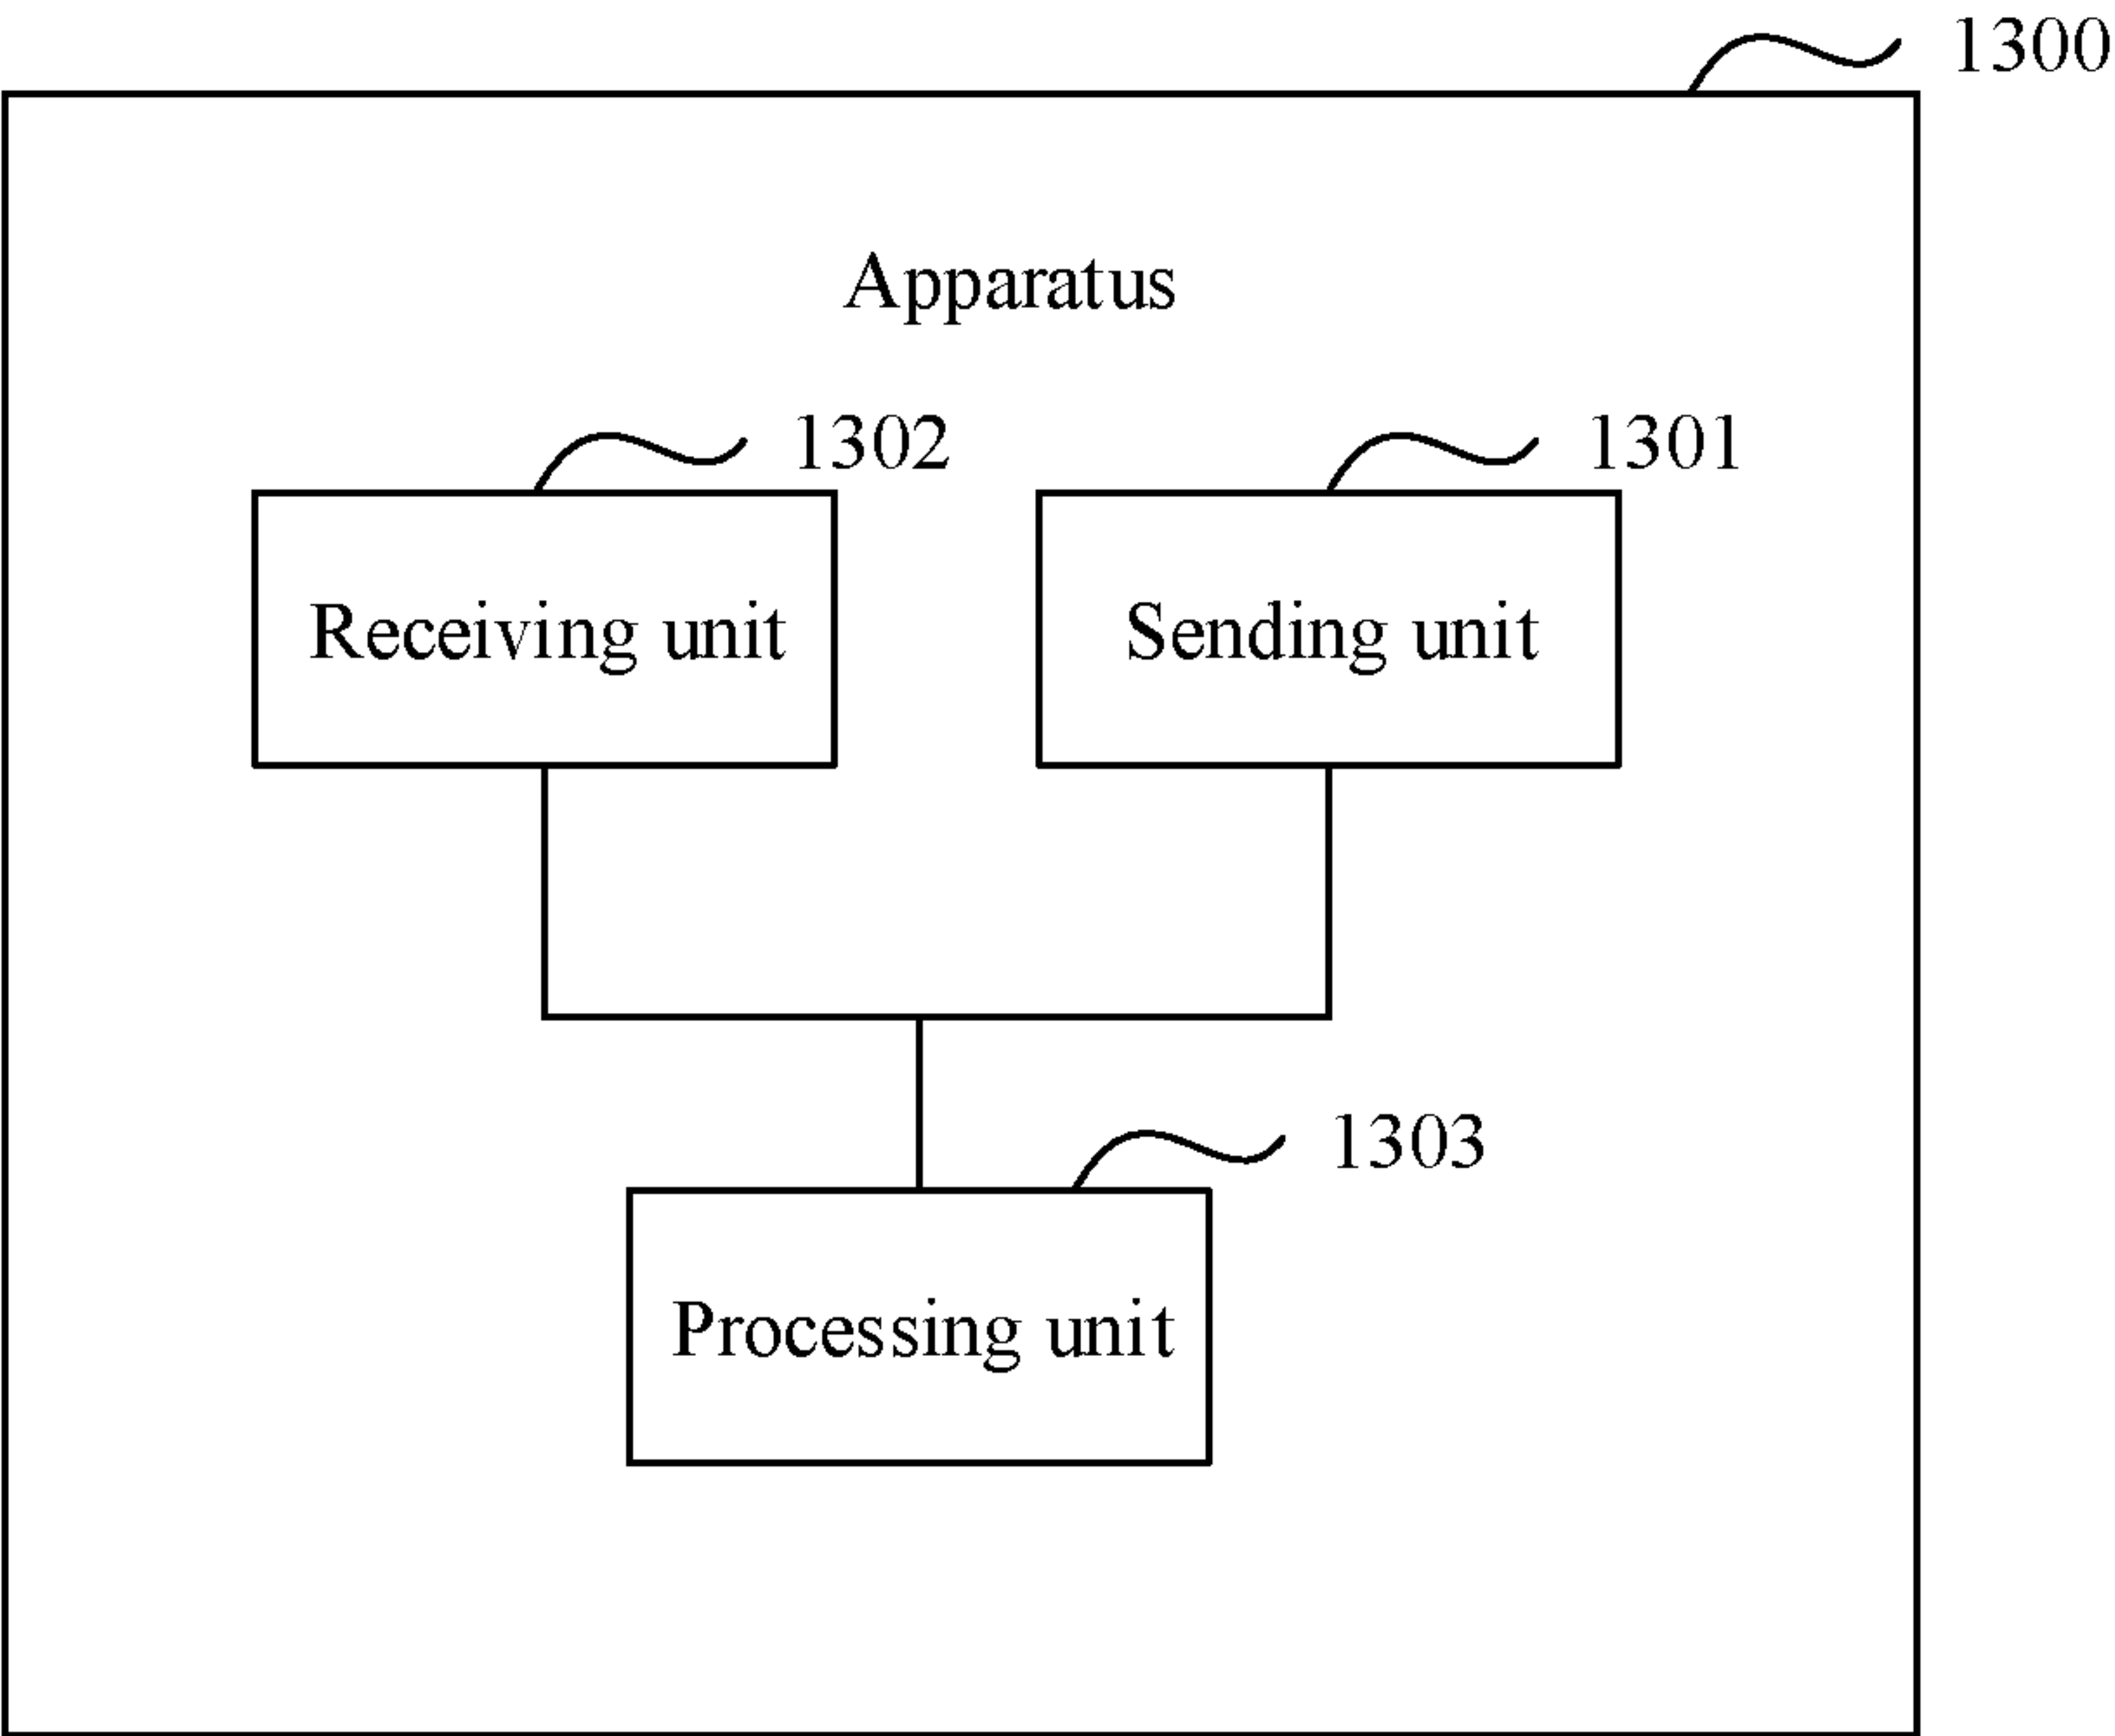 1300
Apparatus
1302
1301
Receiving unit
Sending unit
1303
Processing unit